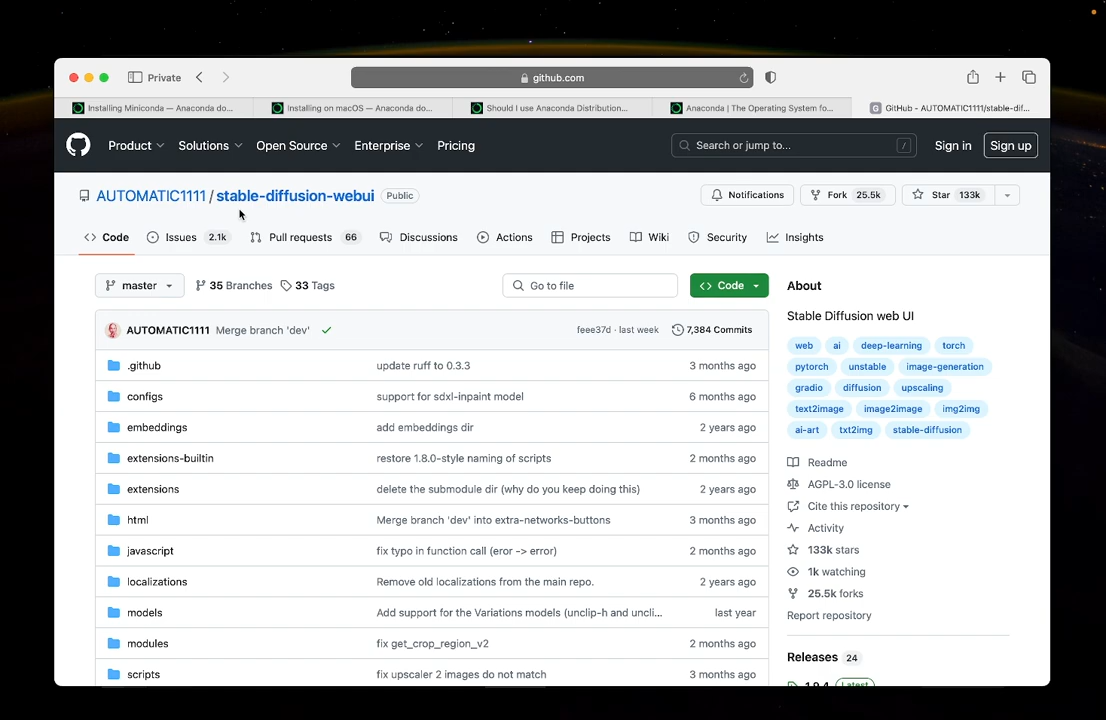 Private
github.com
Installing Miniconda — Anaconda do...
Installing on macOS — Anaconda do...
Should I use Anaconda Distribution...
Anaconda | The Operating System fo...
G GitHub - AUTOMATIC1111/stable-dif...
Product Solutions Open Source Enterprise Pricing
Search or jump to... /
Sign in Sign up
AUTOMATIC1111 / stable-diffusion-webui Public
Notifications Fork 25.5k Star 133k
Code Issues 2.1k Pull requests 66 Discussions Actions Projects Wiki Security Insights
master 35 Branches 33 Tags Go to file Code
AUTOMATIC1111 Merge branch 'dev' feee37d · last week 7,384 Commits
.github update ruff to 0.3.3 3 months ago
configs support for sdxl-inpaint model 6 months ago
embeddings add embeddings dir 2 years ago
extensions-builtin restore 1.8.0-style naming of scripts 2 months ago
extensions delete the submodule dir (why do you keep doing this) 2 years ago
html Merge branch 'dev' into extra-networks-buttons 3 months ago
javascript fix typo in function call (eror -> error) 2 months ago
localizations Remove old localizations from the main repo. 2 years ago
models Add support for the Variations models (unclip-h and uncli... last year
modules fix get_crop_region_v2 2 months ago
scripts fix upscaler 2 images do not match 3 months ago
About
Stable Diffusion web UI
web ai deep-learning torch
pytorch unstable image-generation
gradio diffusion upscaling
text2image image2image img2img
ai-art txt2img stable-diffusion
Readme
AGPL-3.0 license
Cite this repository
Activity
133k stars
1k watching
25.5k forks
Report repository
Releases 24
1.9.4 Latest